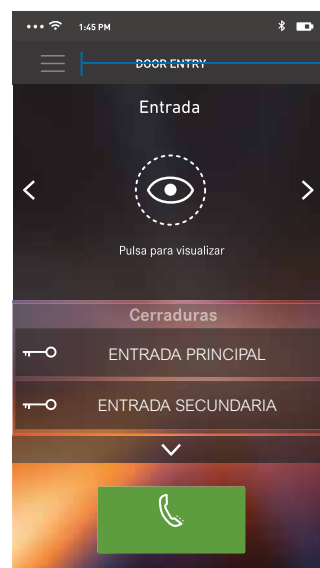 1:45 PM
DOOR ENTRY
Entrada
Pulsa para visualizar
Cerraduras
ENTRADA PRINCIPAL
ENTRADA SECUNDARIA